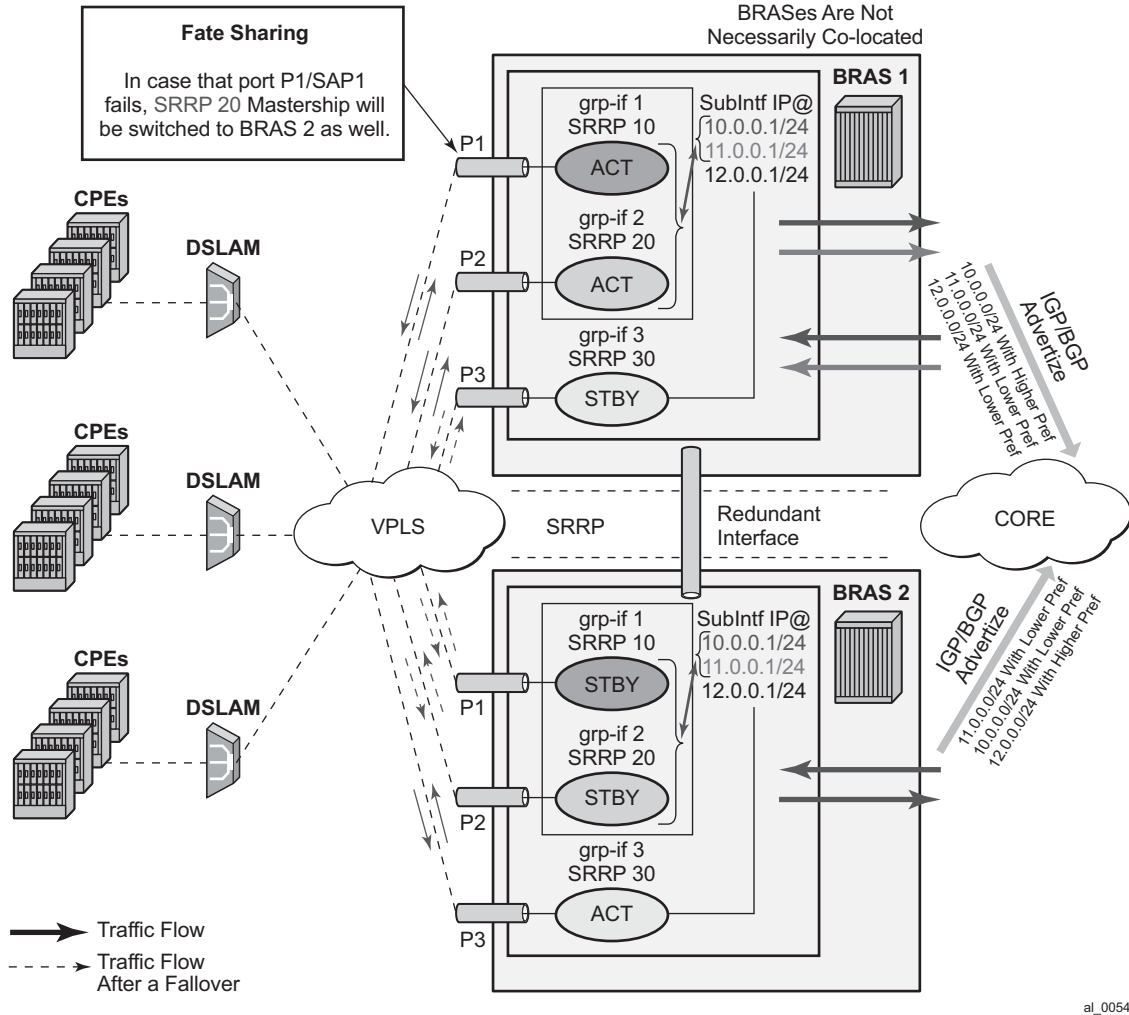 Fate Sharing
In case that port P1/SAP1
fails, SRRP 20 Mastership will
be switched to BRAS 2 as well.
BRASes Are Not
Necessarily Co-located
BRAS 1
grp-if 1
SRRP 10
ACT
SubIntf IP@
10.0.0.1/24
11.0.0.1/24
12.0.0.1/24
P1
grp-if 2
SRRP 20
ACT
P2
grp-if 3
SRRP 30
STBY
P3
CPEs
DSLAM
CPEs
DSLAM
CPEs
DSLAM
VPLS
SRRP
Redundant
Interface
IGP/BGP
Advertize
10.0.0.0/24 With Higher Pref
11.0.0.0/24 With Lower Pref
12.0.0.0/24 With Lower Pref
CORE
BRAS 2
grp-if 1
SRRP 10
STBY
SubIntf IP@
10.0.0.1/24
11.0.0.1/24
12.0.0.1/24
P1
grp-if 2
SRRP 20
STBY
P2
grp-if 3
SRRP 30
ACT
P3
IGP/BGP
Advertize
11.0.0.0/24 With Lower Pref
10.0.0.0/24 With Lower Pref
12.0.0.0/24 With Higher Pref
Traffic Flow
Traffic Flow
After a Fallover
al_0054